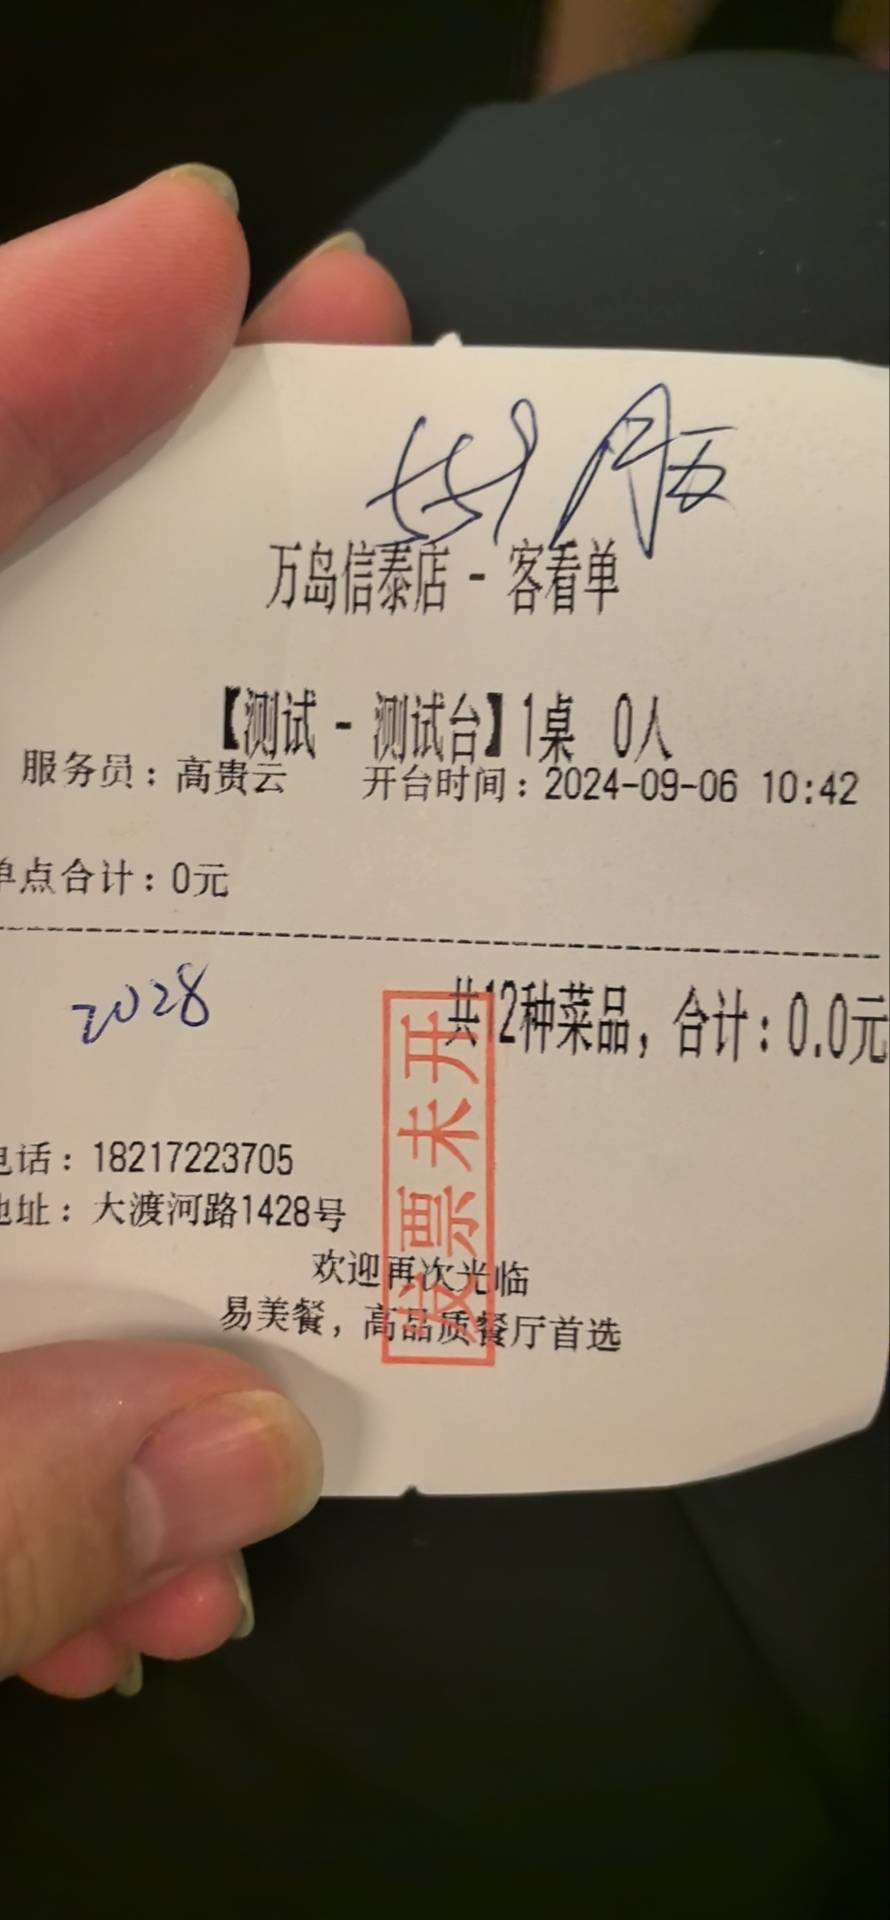 万岛信泰店 - 客看单
【测试 - 测试台】1桌 0人
服务员：高贵云 开台时间：2024-09-06 10:42
单点合计：0元
2028
共12种菜品，合计：0.0元
发票未开
电话：18217223705
地址：大渡河路1428号
欢迎再次光临
易美餐，高品质餐厅首选